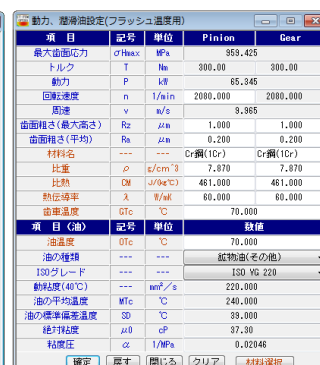 動力、潤滑油設定(フラッシュ温度用)
項 目 記号 単位 Pinion Gear
最大歯面応力 σHmax MPa 959.425
トルク T Nm 300.00 300.00
動力 P kW 65.345
回転速度 n 1/min 2080.000 2080.000
周速 v m/s 9.965
歯面粗さ(最大高さ) Rz μm 1.000 1.000
歯面粗さ(平均) Ra μm 0.200 0.200
材料名 --- --- Cr鋼(1Cr) Cr鋼(1Cr)
比重 ρ g/cm^3 7.870 7.870
比熱 CM J/(kg℃) 461.000 461.000
熱伝導率 λ W/mK 60.000 60.000
歯車温度 GTc ℃ 70.000
項 目 (油) 記号 単位 数値
油温度 OTc ℃ 70.000
油の種類 --- --- 鉱物油(その他)
ISOグレード --- --- ISO VG 220
動粘度(40℃) --- mm²/s 220.000
油の平均温度 MTc ℃ 240.000
油の標準偏差温度 SD ℃ 39.000
絶対粘度 μ0 cP 37.30
粘度圧 α 1/MPa 0.02046
確定 戻す 閉じる クリア 材料選択